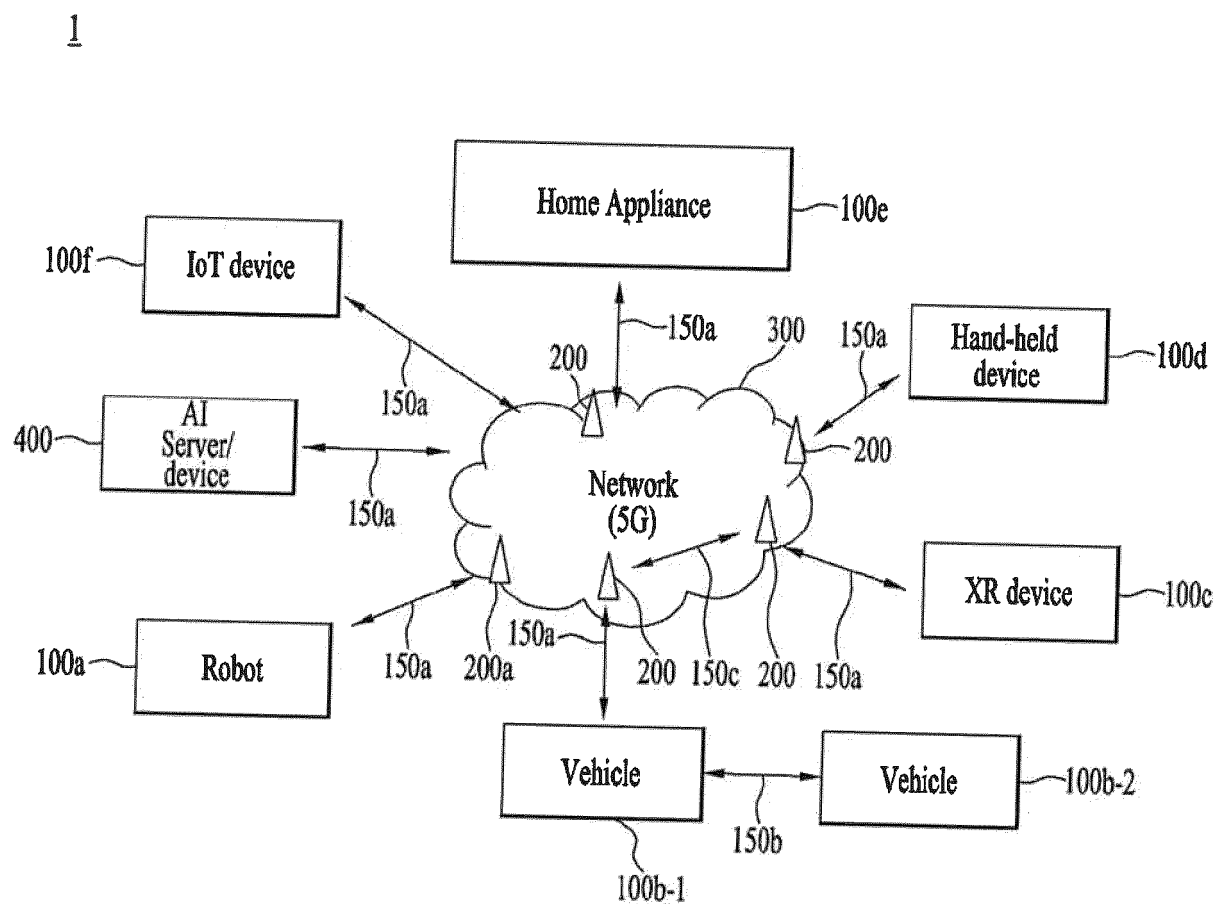 1
Home Appliance
100e
IoT device
100f
150a
300
150a
Hand-held
device
100d
200
150a
AI
Server/
device
400
200
150a
Network
(5G)
XR device
100c
150a
150a
200a
150a
200
150c
200
150a
100a
Robot
Vehicle
Vehicle
100b-2
150b
100b-1